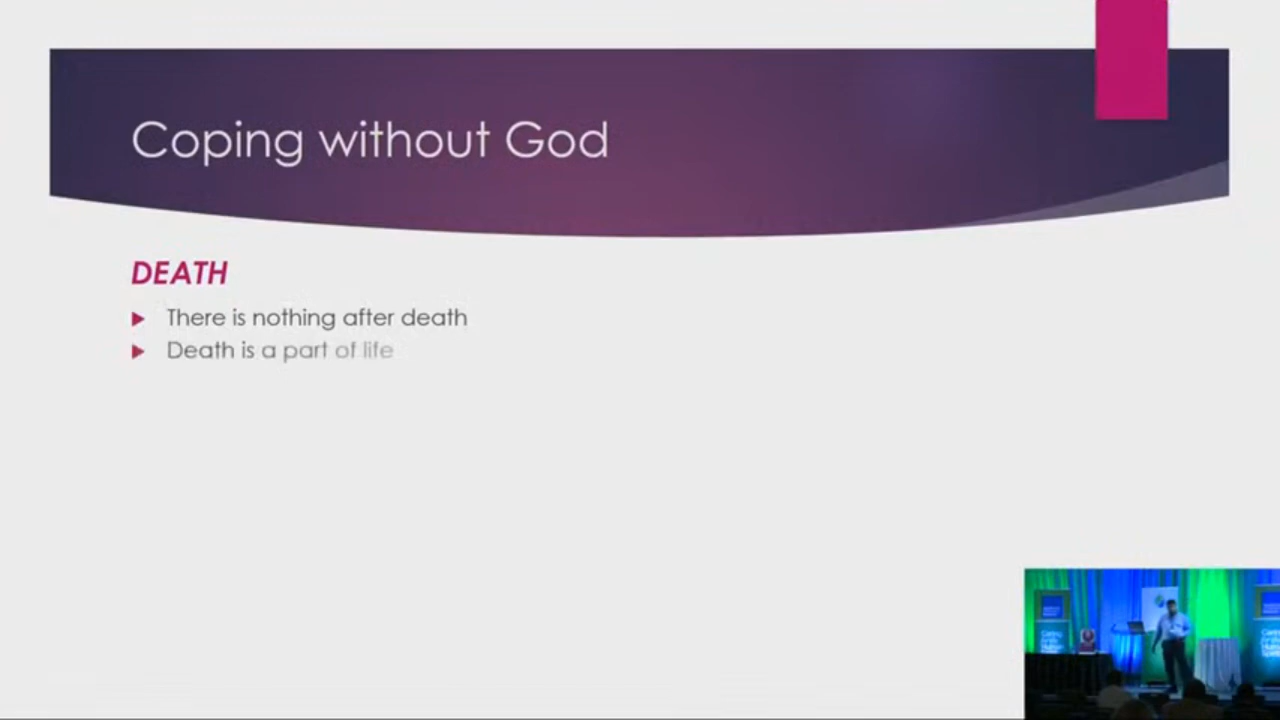 Coping without God
DEATH
There is nothing after death
Death is a part of life